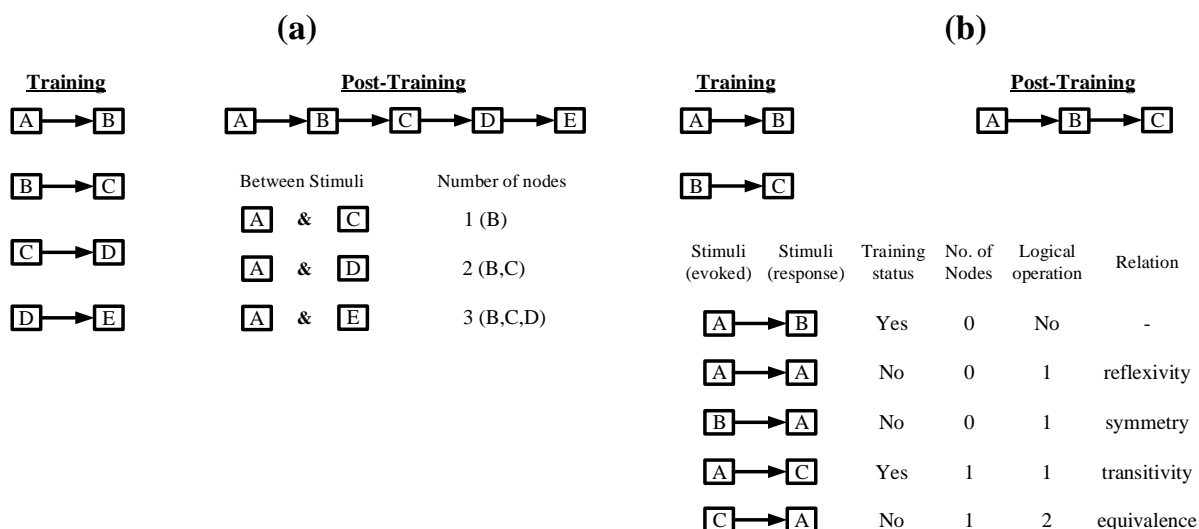 (a)
Training
Post-Training
A B
A B C D E
B C
Between Stimuli Number of nodes
A & C 1 (B)
C D
A & D 2 (B,C)
D E
A & E 3 (B,C,D)
(b)
Training
Post-Training
A B
A B C
B C
Stimuli (evoked) Stimuli (response) Training status No. of Nodes Logical operation Relation
A B Yes 0 No -
A A No 0 1 reflexivity
B A No 0 1 symmetry
A C Yes 1 1 transitivity
C A No 1 2 equivalence